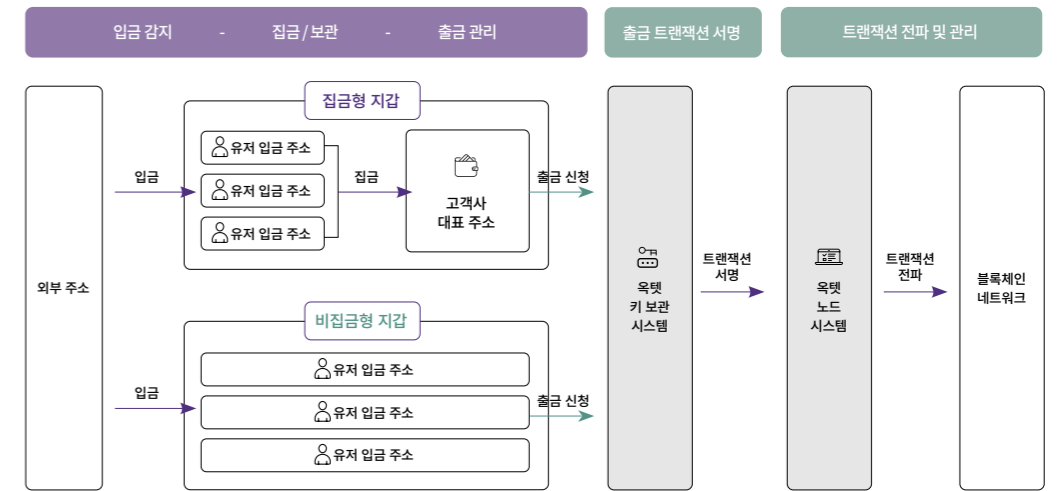 입금 감지 - 집금 / 보관 - 출금 관리
출금 트랜잭션 서명
트랜잭션 전파 및 관리
외부 주소
입금
집금형 지갑
유저 입금 주소
유저 입금 주소
유저 입금 주소
집금
고객사
대표 주소
출금 신청
입금
비집금형 지갑
유저 입금 주소
유저 입금 주소
유저 입금 주소
출금 신청
옥텟
키 보관
시스템
트랜잭션
서명
옥텟
노드
시스템
트랜잭션
전파
블록체인
네트워크